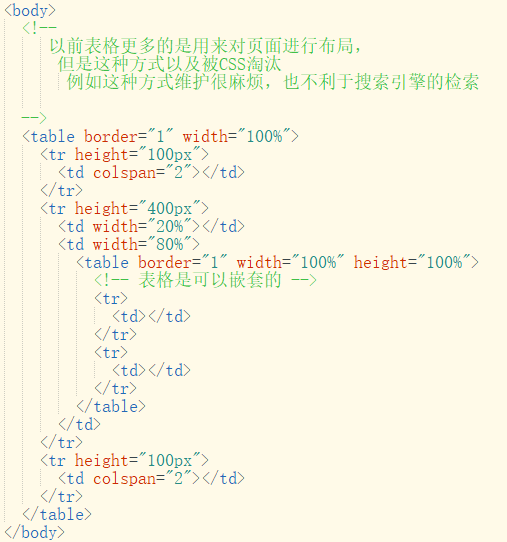 <body>
<!--
以前表格更多的是用来对页面进行布局，
但是这种方式以及被CSS淘汰
例如这种方式维护很麻烦，也不利于搜索引擎的检索
-->
<table border="1" width="100%">
<tr height="100px">
<td colspan="2"></td>
</tr>
<tr height="400px">
<td width="20%"></td>
<td width="80%">
<table border="1" width="100%" height="100%">
<!-- 表格是可以嵌套的 -->
<tr>
<td></td>
</tr>
<tr>
<td></td>
</tr>
</table>
</td>
</tr>
<tr height="100px">
<td colspan="2"></td>
</tr>
</table>
</body>